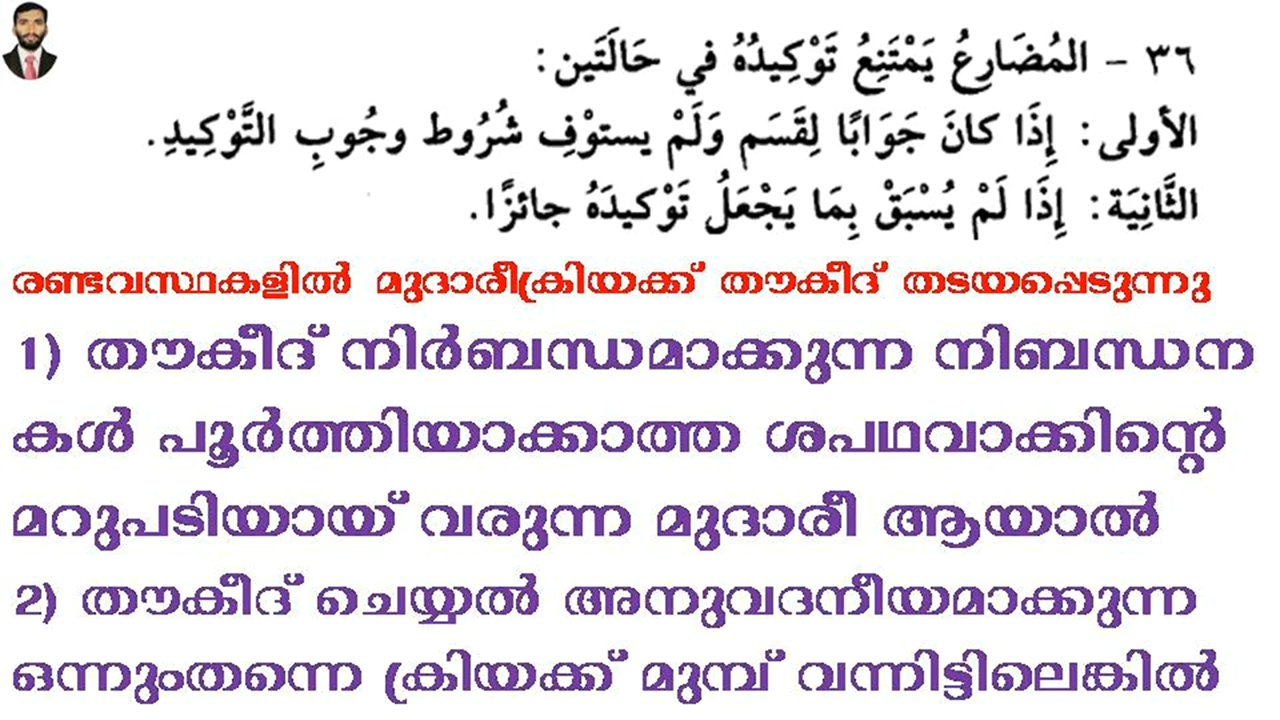 ٣٦ - المُضَارِعُ يَمْتَنِعُ تَوْكِيدُهُ في حَالَتَين:
الأولى: إِذَا كانَ جَوَابًا لِقَسَم وَلَمْ يستوْفِ شُرُوط وجُوبِ التَّوْكِيدِ.
الثَّانِيَة: إِذَا لَمْ يُسْبَقْ بِمَا يَجْعَلُ تَوْكيدَهُ جائزًا.
രണ്ടവസ്ഥകളിൽ മുദാരീക്രിയക്ക് തൗകീദ് തടയപ്പെടുന്നു
1) തൗകീദ് നിർബന്ധമാക്കുന്ന നിബന്ധന
കൾ പൂർത്തിയാക്കാത്ത ശപഥവാക്കിന്റെ
മറുപടിയായ് വരുന്ന മുദാരീ ആയാൽ
2) തൗകീദ് ചെയ്യൽ അനുവദനീയമാക്കുന്ന
ഒന്നുംതന്നെ ക്രിയക്ക് മുമ്പ് വന്നിട്ടിലെങ്കിൽ